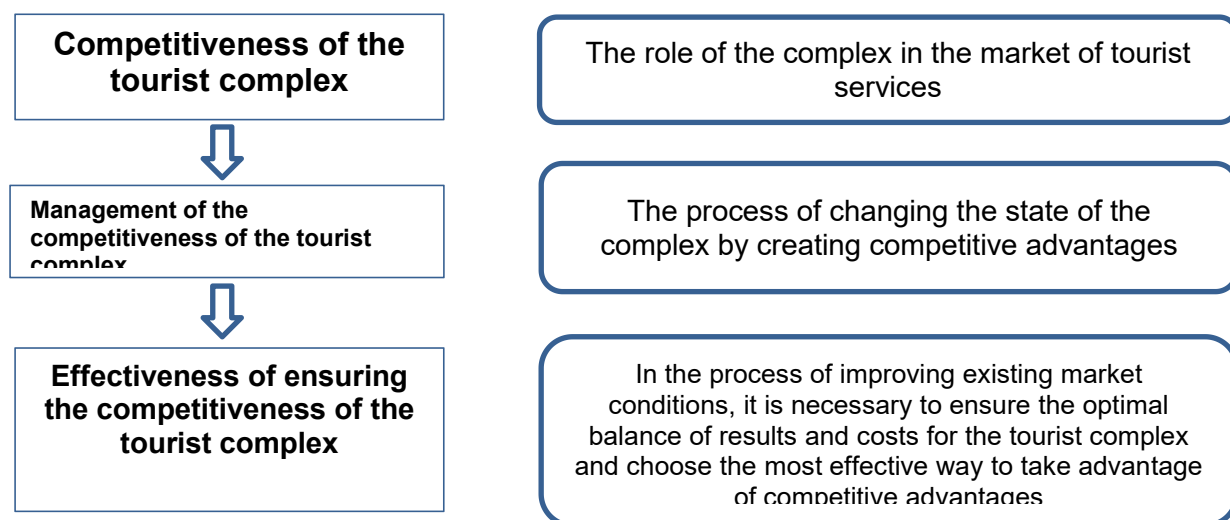 Competitiveness of the
tourist complex
The role of the complex in the market of tourist
services
Management of the
competitiveness of the tourist
complex
The process of changing the state of the
complex by creating competitive advantages
Effectiveness of ensuring
the competitiveness of the
tourist complex
In the process of improving existing market
conditions, it is necessary to ensure the optimal
balance of results and costs for the tourist complex
and choose the most effective way to take advantage
of competitive advantages